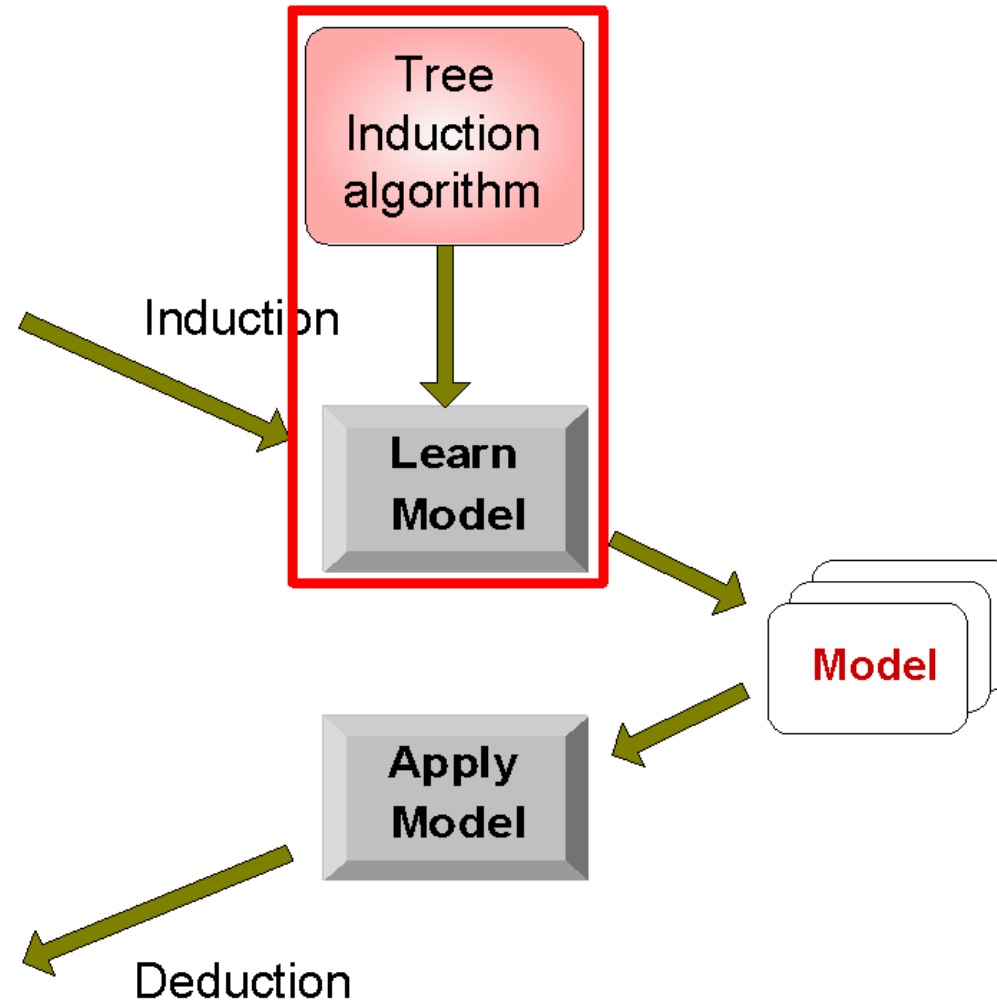 Tree
Induction
algorithm
Induction
Learn
Model
Model
Apply
Model
Deduction